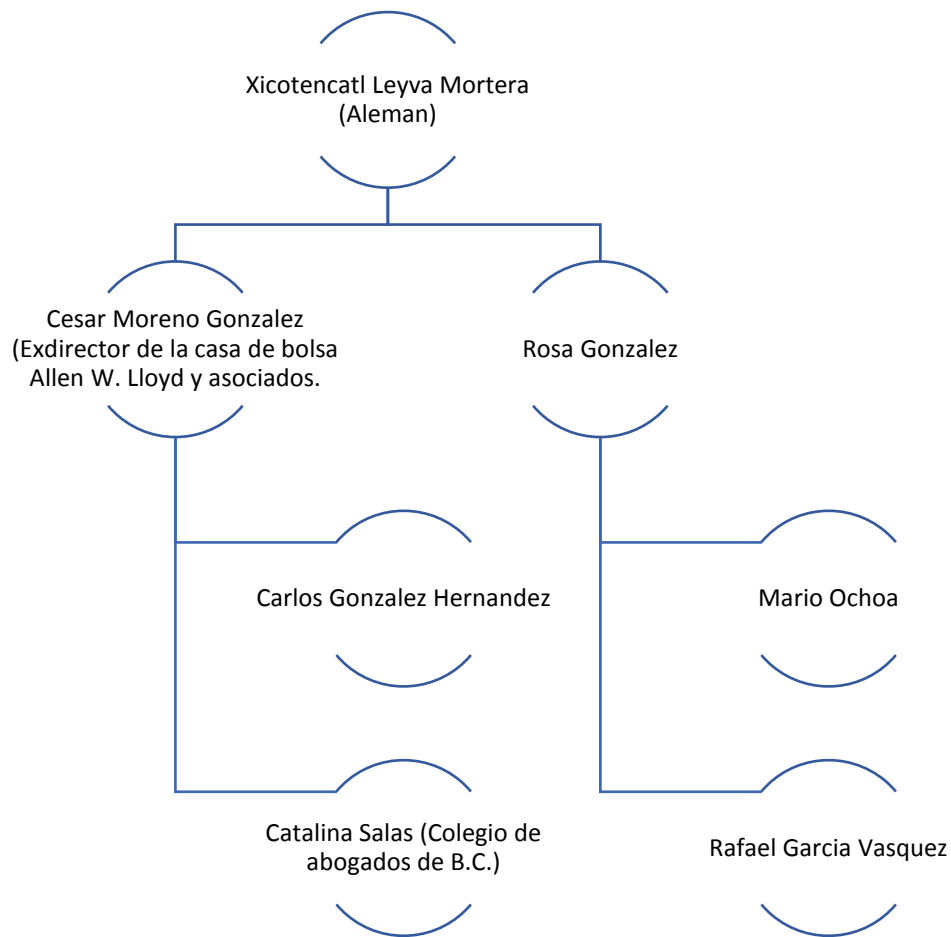 Xicotencatl Leyva Mortera
(Aleman)
Cesar Moreno Gonzalez
(Exdirector de la casa de bolsa
Allen W. Lloyd y asociados.
Rosa Gonzalez
Carlos Gonzalez Hernandez
Mario Ochoa
Catalina Salas (Colegio de
abogados de B.C.)
Rafael Garcia Vasquez